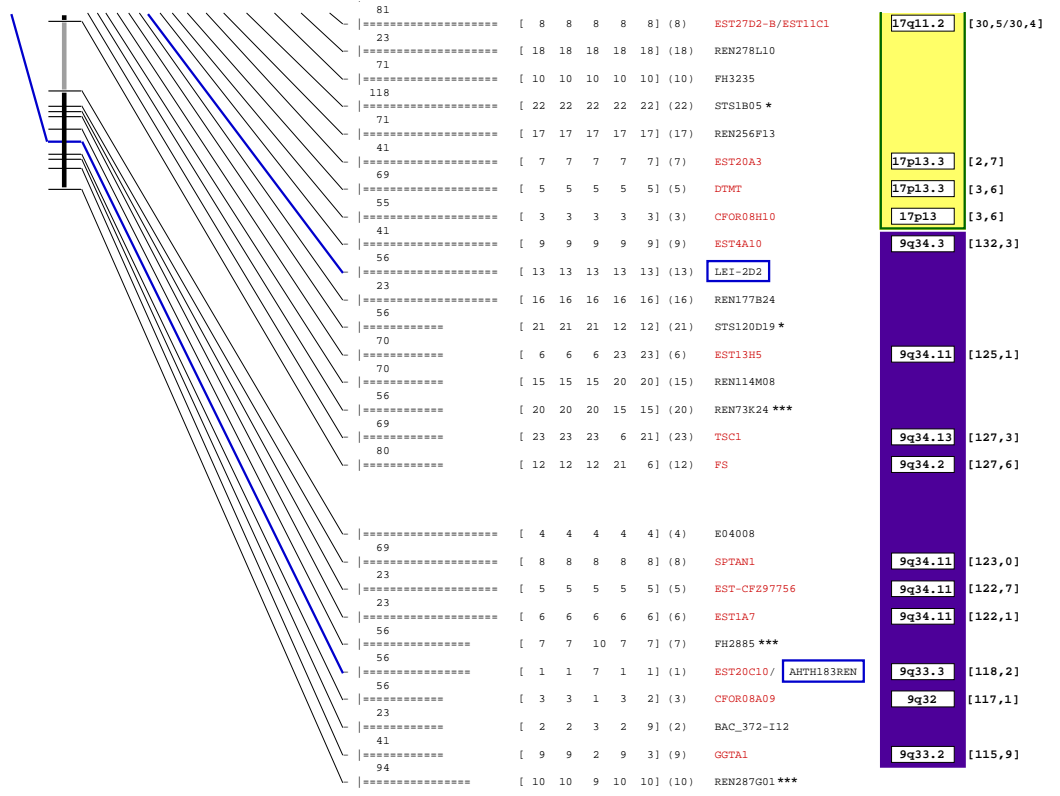 81
|=================== [ 8 8 8 8 8] (8) EST27D2-B/EST11C1 17q11.2 [30,5/30,4]
23
|=================== [ 18 18 18 18 18] (18) REN278L10
71
|=================== [ 10 10 10 10 10] (10) FH3235
118
|=================== [ 22 22 22 22 22] (22) STS1B05 *
71
|=================== [ 17 17 17 17 17] (17) REN256F13
41
|=================== [ 7 7 7 7 7] (7) EST20A3 17p13.3 [2,7]
69
|=================== [ 5 5 5 5 5] (5) DTMT 17p13.3 [3,6]
55
|=================== [ 3 3 3 3 3] (3) CFOR08H10 17p13 [3,6]
41
|=================== [ 9 9 9 9 9] (9) EST4A10 9q34.3 [132,3]
56
|=================== [ 13 13 13 13 13] (13) LEI-2D2
23
|=================== [ 16 16 16 16 16] (16) REN177B24
56
|============ [ 21 21 21 12 12] (21) STS120D19 *
70
|============ [ 6 6 6 23 23] (6) EST13H5 9q34.11 [125,1]
70
|============ [ 15 15 15 20 20] (15) REN114M08
56
|============ [ 20 20 20 15 15] (20) REN73K24 ***
69
|============ [ 23 23 23 6 21] (23) TSC1 9q34.13 [127,3]
80
|============ [ 12 12 12 21 6] (12) FS 9q34.2 [127,6]
|=================== [ 4 4 4 4 4] (4) E04008
69
|=================== [ 8 8 8 8 8] (8) SPTAN1 9q34.11 [123,0]
23
|=================== [ 5 5 5 5 5] (5) EST-CFZ97756 9q34.11 [122,7]
23
|=================== [ 6 6 6 6 6] (6) EST1A7 9q34.11 [122,1]
56
|=============== [ 7 7 10 7 7] (7) FH2885 ***
56
|=============== [ 1 1 7 1 1] (1) EST20C10/ AHTH183REN 9q33.3 [118,2]
56
|=============== [ 3 3 1 3 2] (3) CFOR08A09 9q32 [117,1]
23
|=============== [ 2 2 3 2 9] (2) BAC_372-I12
41
|=============== [ 9 9 2 9 3] (9) GGTA1 9q33.2 [115,9]
94
|=============== [ 10 10 9 10 10] (10) REN287G01 ***